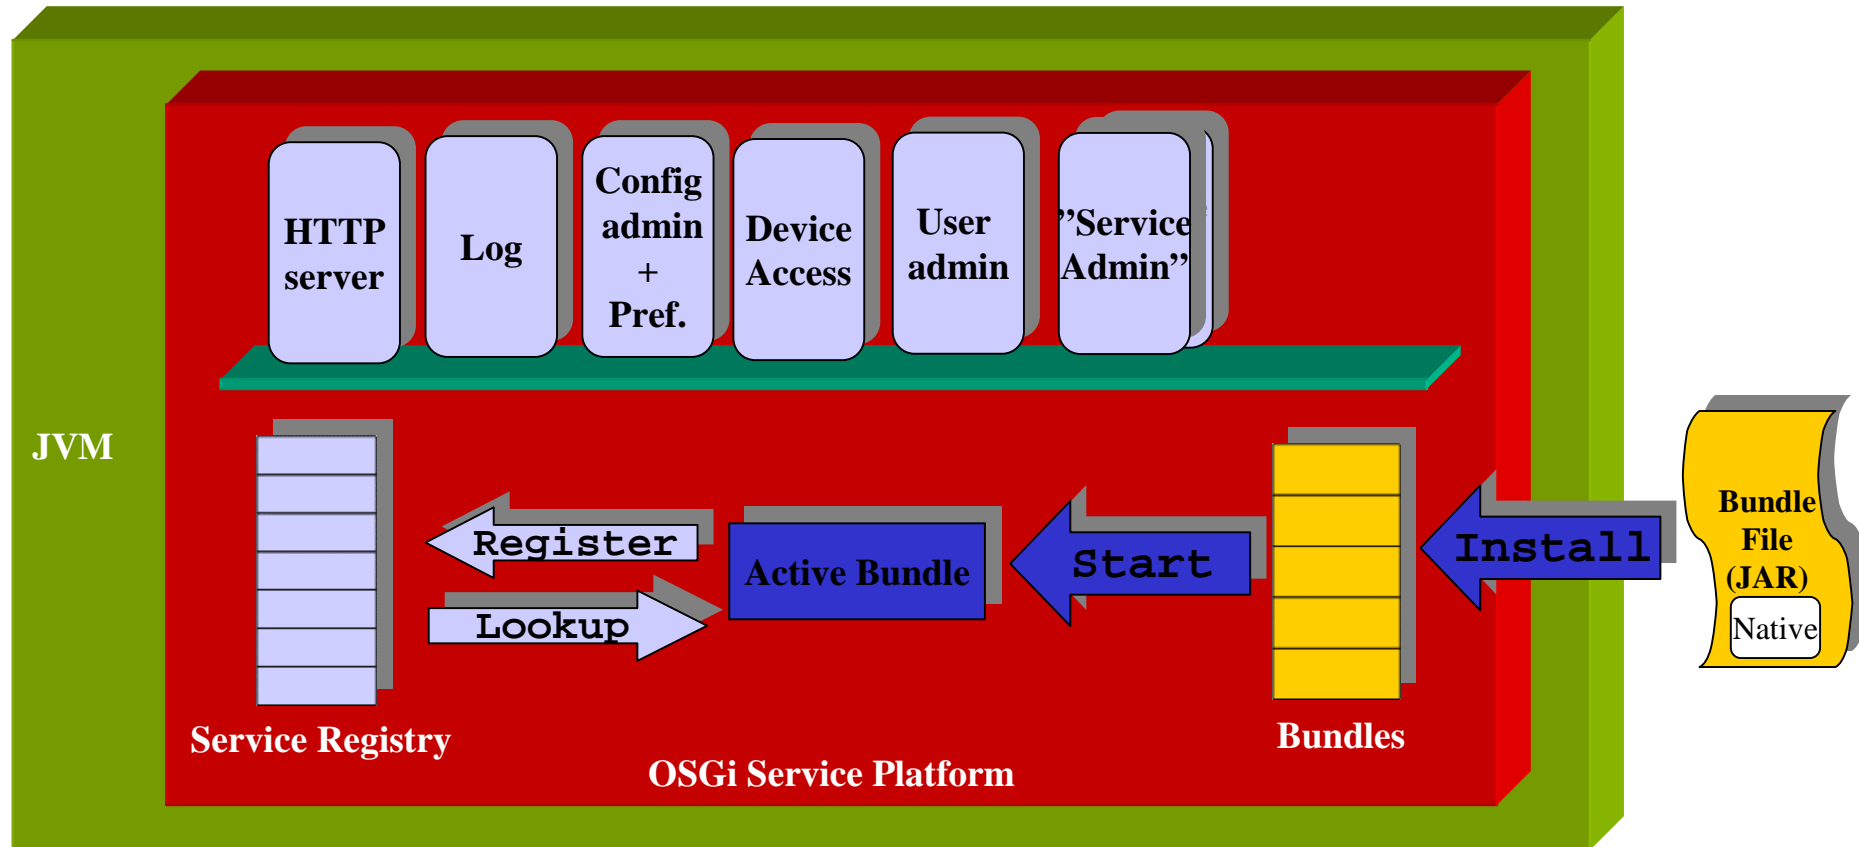 HTTP
server
Log
Config
admin
+
Pref.
Device
Access
User
admin
”Service
Admin”
JVM
Register
Lookup
Active Bundle
Start
Install
Bundle
File
(JAR)
Native
Service Registry
Bundles
OSGi Service Platform